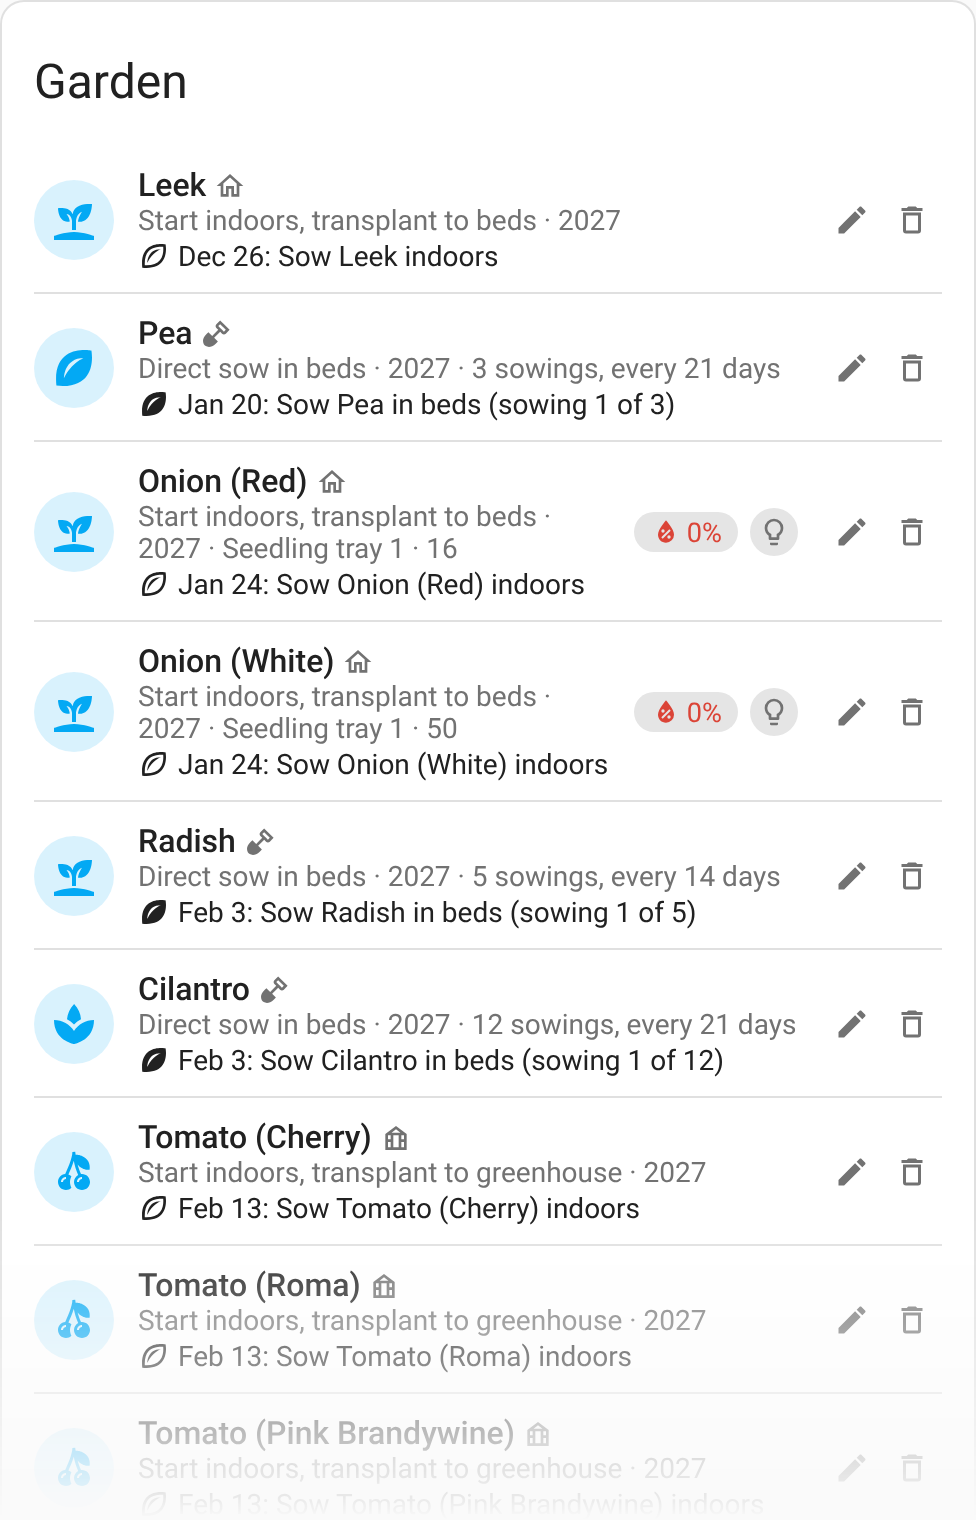 Garden
Leek
Start indoors, transplant to beds · 2027
Dec 26: Sow Leek indoors
Pea
Direct sow in beds · 2027 · 3 sowings, every 21 days
Jan 20: Sow Pea in beds (sowing 1 of 3)
Onion (Red)
Start indoors, transplant to beds ·
2027 · Seedling tray 1 · 16
0%
Jan 24: Sow Onion (Red) indoors
Onion (White)
Start indoors, transplant to beds ·
2027 · Seedling tray 1 · 50
0%
Jan 24: Sow Onion (White) indoors
Radish
Direct sow in beds · 2027 · 5 sowings, every 14 days
Feb 3: Sow Radish in beds (sowing 1 of 5)
Cilantro
Direct sow in beds · 2027 · 12 sowings, every 21 days
Feb 3: Sow Cilantro in beds (sowing 1 of 12)
Tomato (Cherry)
Start indoors, transplant to greenhouse · 2027
Feb 13: Sow Tomato (Cherry) indoors
Tomato (Roma)
Start indoors, transplant to greenhouse · 2027
Feb 13: Sow Tomato (Roma) indoors
Tomato (Pink Brandywine)
Start indoors, transplant to greenhouse · 2027
Feb 13: Sow Tomato (Pink Brandywine) indoors